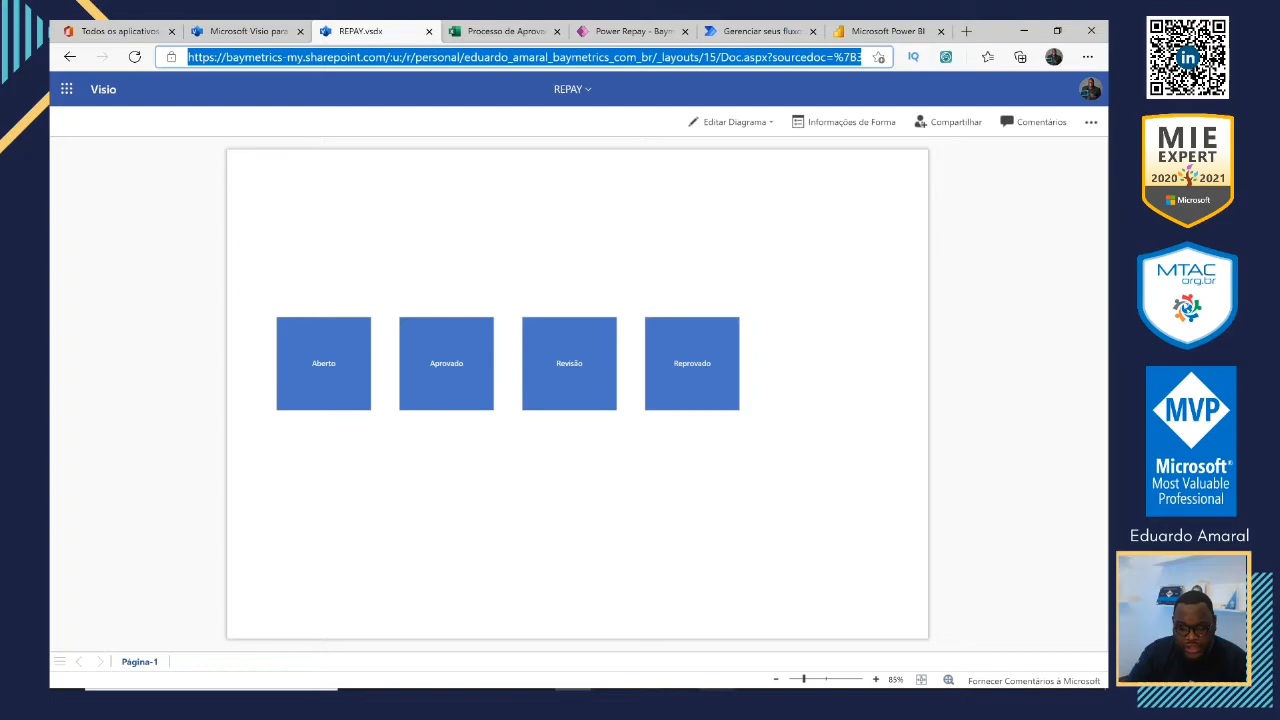 Todos os aplicativos
Microsoft Visio para
REPAY.vsdx
Processo de Aprova
Power Repay - Baym
Gerenciar seus fluxo
Microsoft Power BI
https://baymetrics-my.sharepoint.com/:u:/r/personal/eduardo_amaral_baymetrics_com_br/_layouts/15/Doc.aspx?sourcedoc=%7B3
Visio
REPAY
Editar Diagrama
Informações de Forma
Compartilhar
Comentários
Aberto
Aprovado
Revisão
Reprovado
Página-1
85%
Fornecer Comentários à Microsoft
in
MIE
EXPERT
2020 2021
Microsoft
MTAC
org.br
MVP
Microsoft®
Most Valuable
Professional
Eduardo Amaral